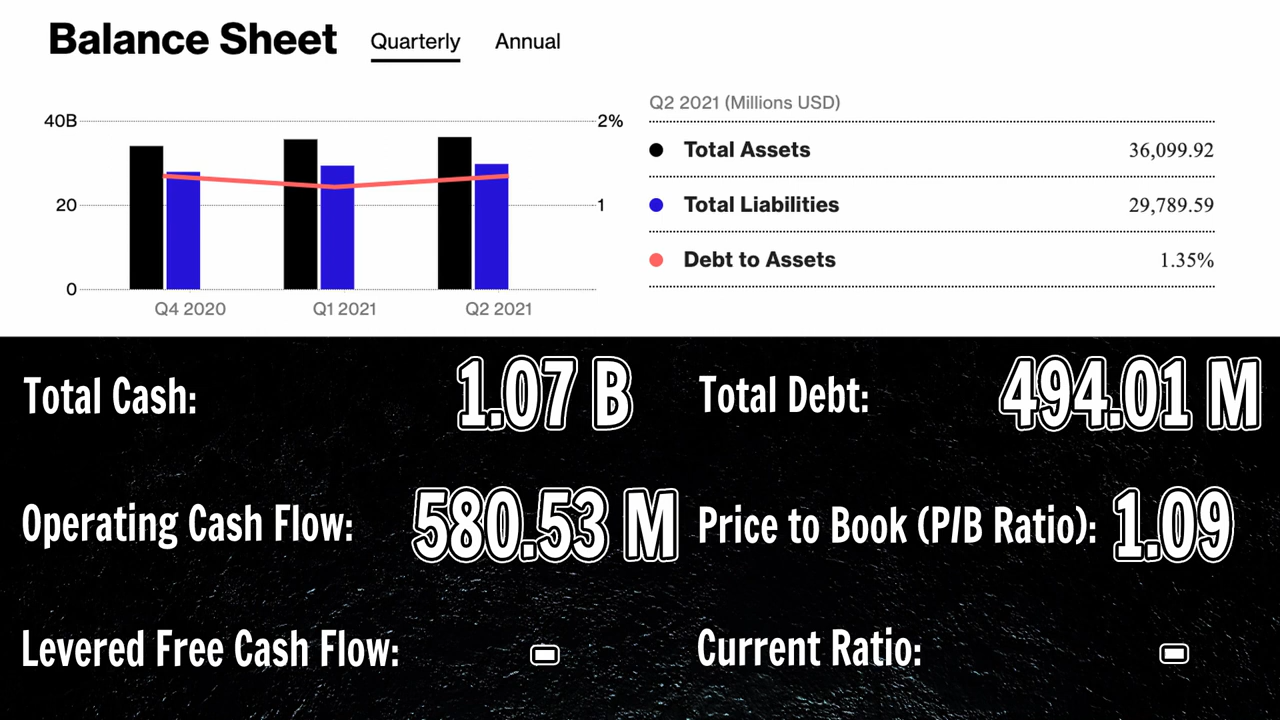 Balance Sheet Quarterly Annual
Q2 2021 (Millions USD)
40B 2%
Total Assets 36,099.92
20 1
Total Liabilities 29,789.59
Debt to Assets 1.35%
0
Q4 2020 Q1 2021 Q2 2021
Total Cash: 1.07 B Total Debt: 494.01 M
Operating Cash Flow: 580.53 M Price to Book (P/B Ratio): 1.09
Levered Free Cash Flow: - Current Ratio: -